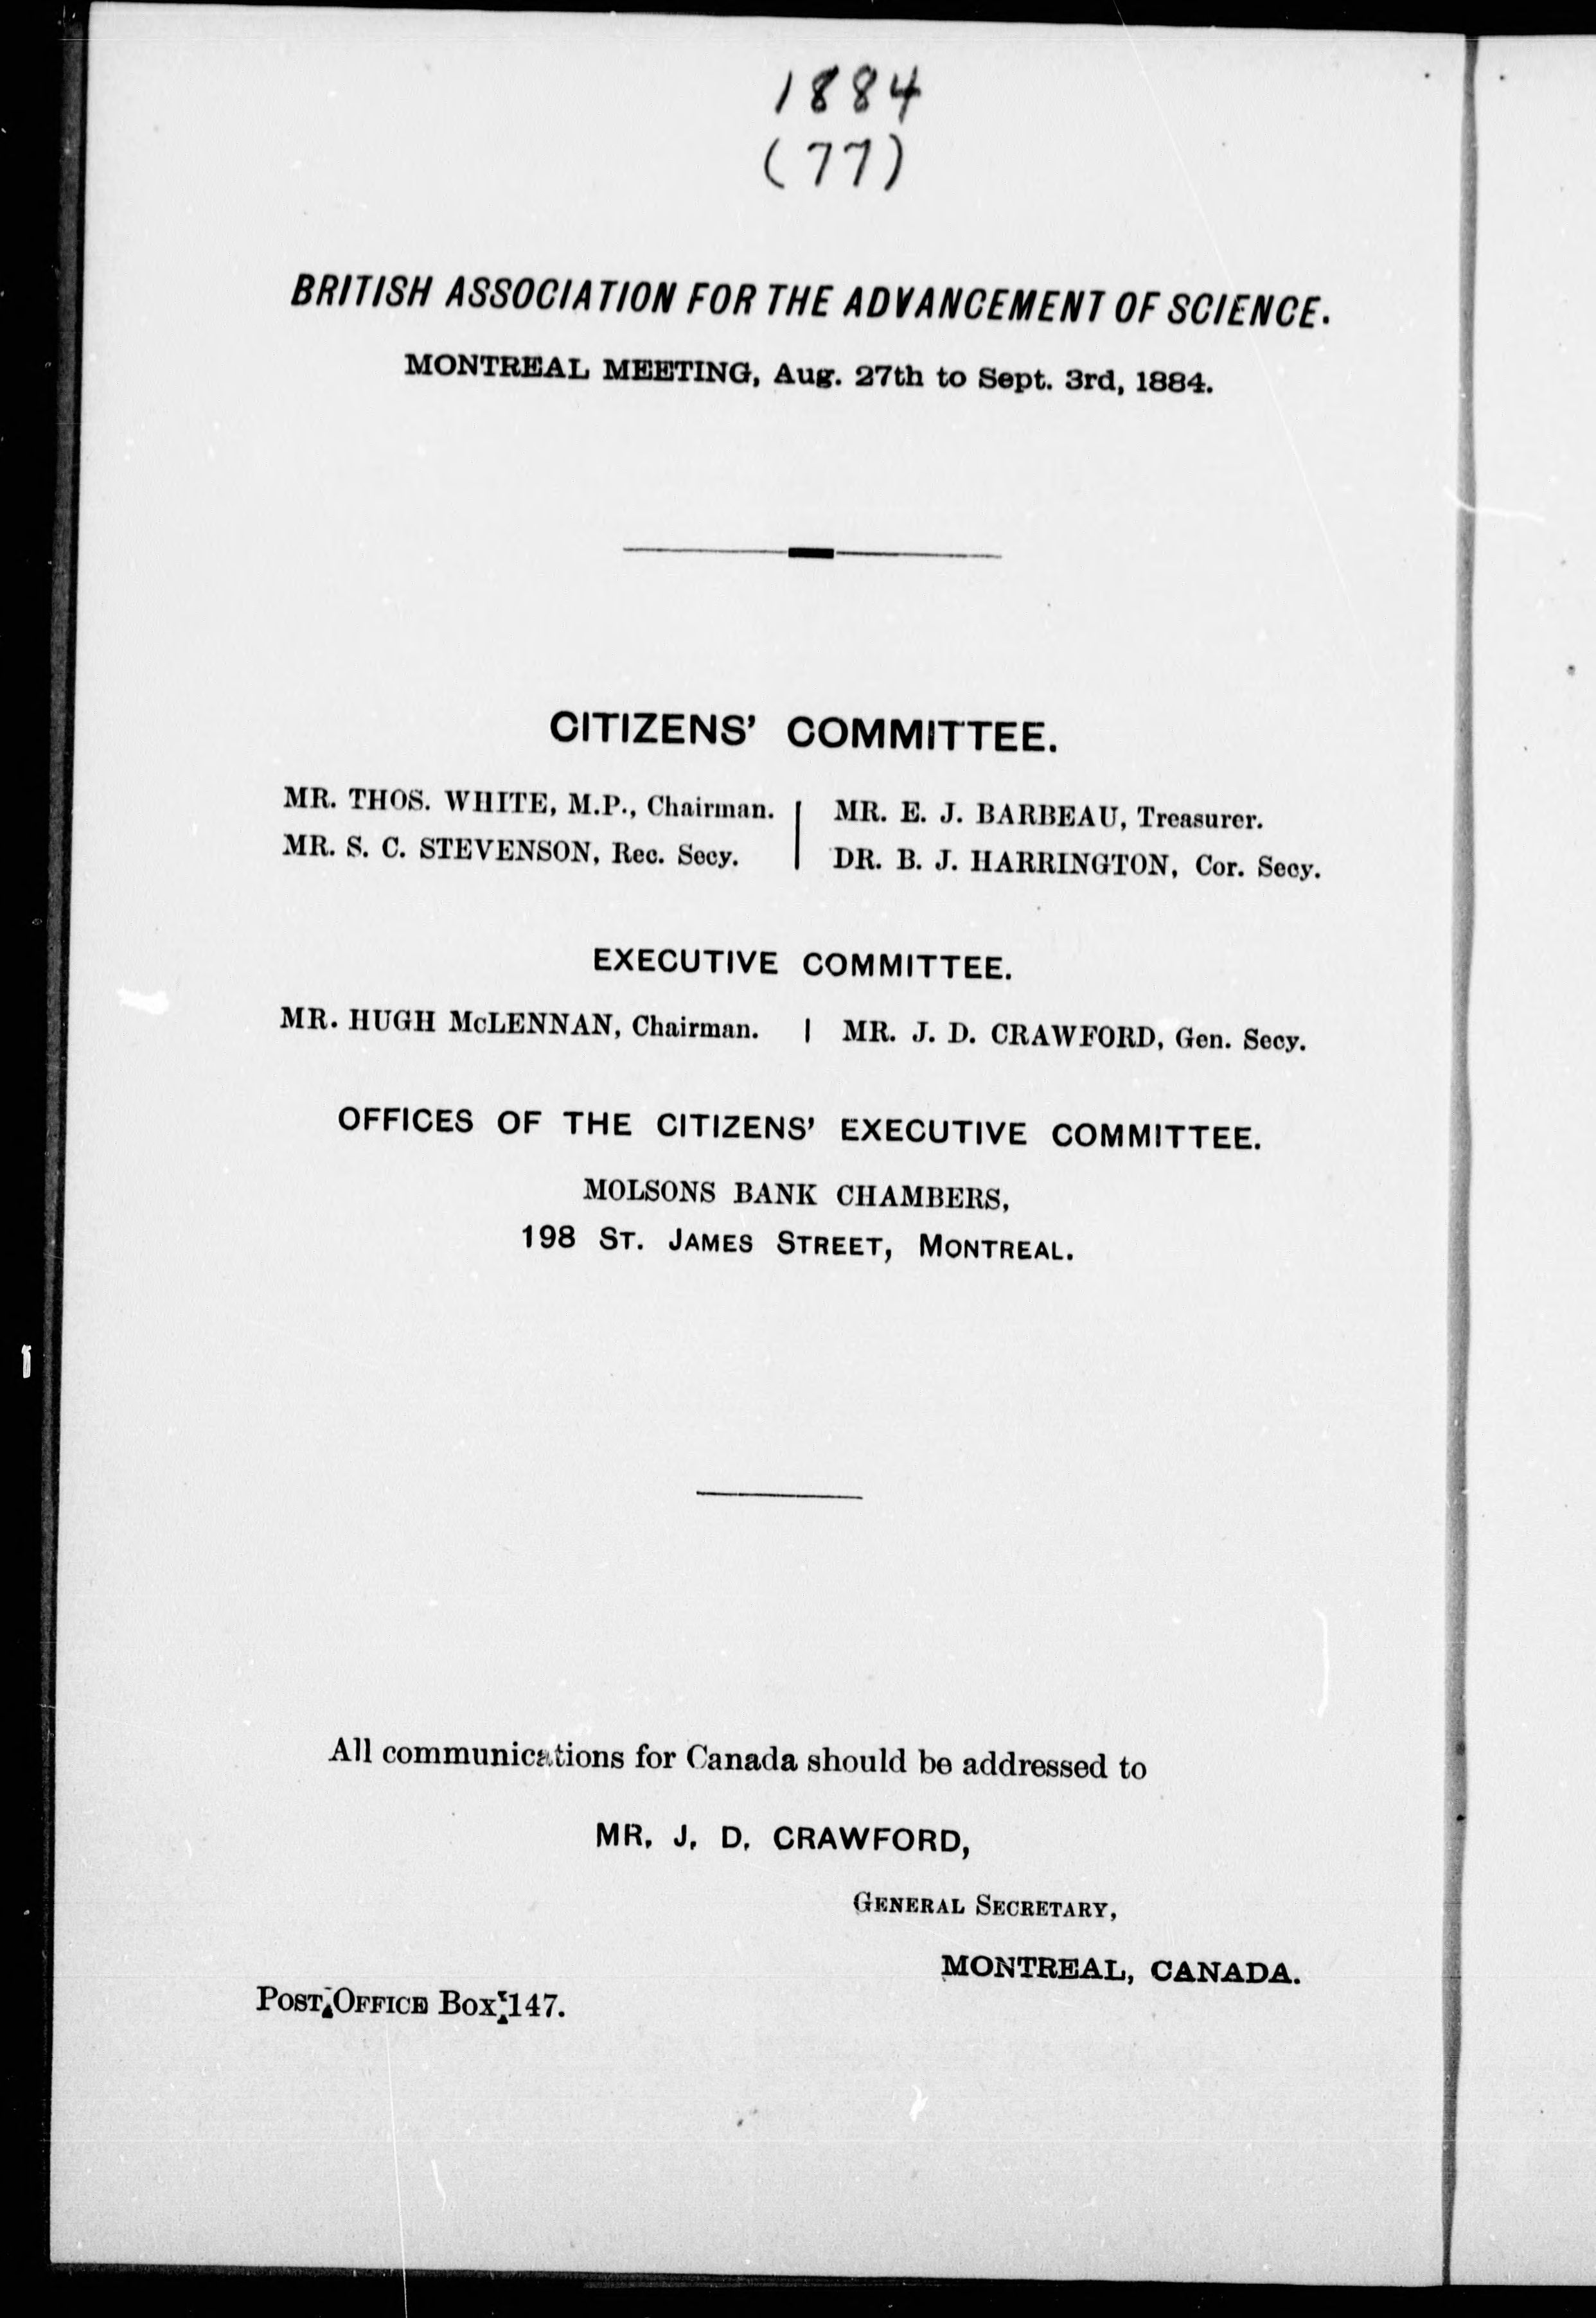 1884
(77)
BRITISH ASSOCIATION FOR THE ADVANCEMENT OF SCIENCE.
MONTREAL MEETING, Aug. 27th to Sept. 3rd, 1884.
CITIZENS' COMMITTEE.
MR. THOS. WHITE, M.P., Chairman. | MR. E. J. BARBEAU, Treasurer.
MR. S. C. STEVENSON, Rec. Secy. | DR. B. J. HARRINGTON, Cor. Secy.
EXECUTIVE COMMITTEE.
MR. HUGH McLENNAN, Chairman. | MR. J. D. CRAWFORD, Gen. Secy.
OFFICES OF THE CITIZENS' EXECUTIVE COMMITTEE.
MOLSONS BANK CHAMBERS,
198 ST. JAMES STREET, MONTREAL.
All communications for Canada should be addressed to
MR. J. D. CRAWFORD,
GENERAL SECRETARY,
MONTREAL, CANADA.
POST OFFICE BOX 147.